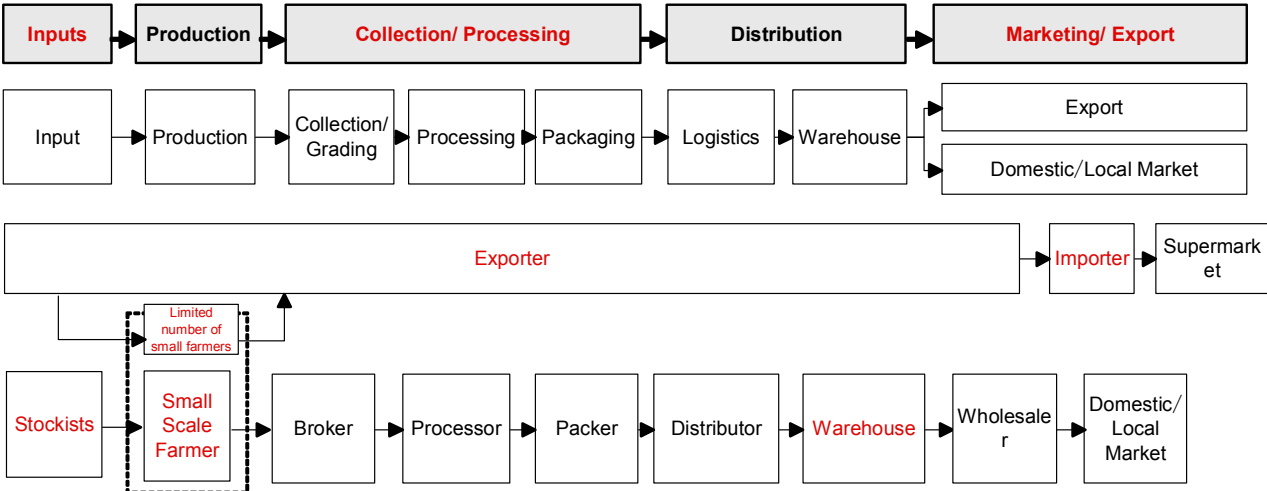 Inputs
Production
Collection/ Processing
Distribution
Marketing/ Export
Input
Production
Collection/
Grading
Processing
Packaging
Logistics
Warehouse
Export
Domestic/Local Market
Exporter
Importer
Supermark
et
Limited
number of
small farmers
Stockists
Small
Scale
Farmer
Broker
Processor
Packer
Distributor
Warehouse
Wholesale
r
Domestic/
Local
Market